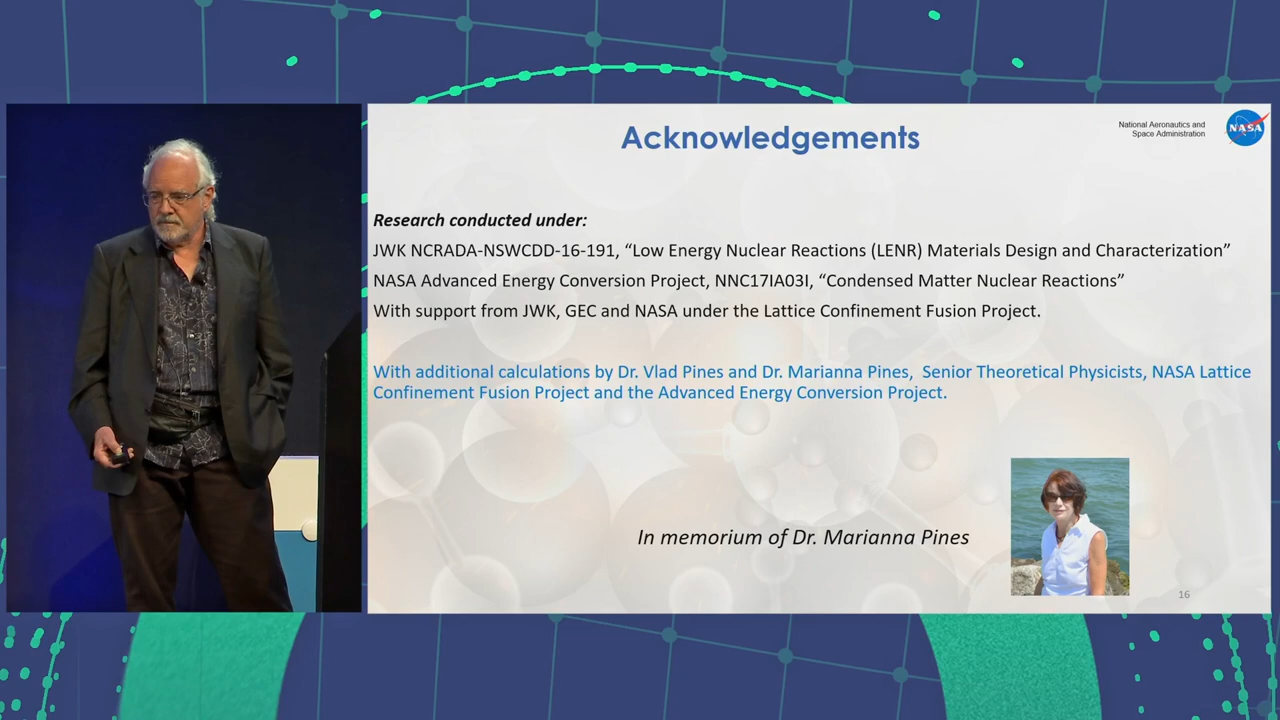 Acknowledgements
National Aeronautics and
Space Administration
NASA
Research conducted under:
JWK NCRADA-NSWCDD-16-191, “Low Energy Nuclear Reactions (LENR) Materials Design and Characterization”
NASA Advanced Energy Conversion Project, NNC17IA03I, “Condensed Matter Nuclear Reactions”
With support from JWK, GEC and NASA under the Lattice Confinement Fusion Project.
With additional calculations by Dr. Vlad Pines and Dr. Marianna Pines, Senior Theoretical Physicists, NASA Lattice
Confinement Fusion Project and the Advanced Energy Conversion Project.
In memorium of Dr. Marianna Pines
16